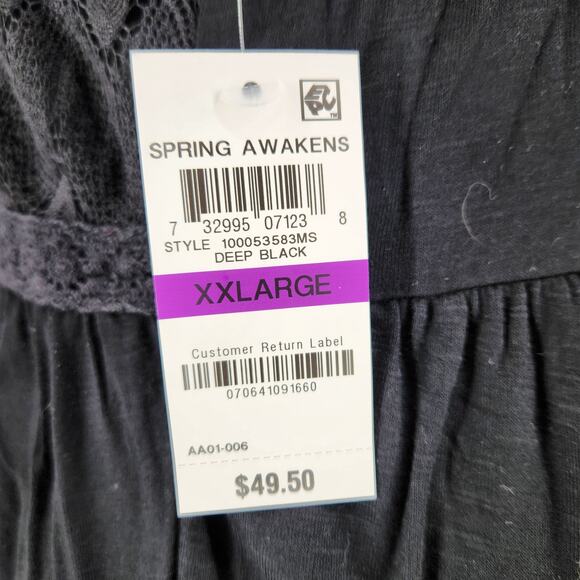 EZPC™
SPRING AWAKENS
7 32995 07123 8
STYLE 100053583MS
DEEP BLACK
XXLARGE
Customer Return Label
070641091660
AA01-006
$49.50